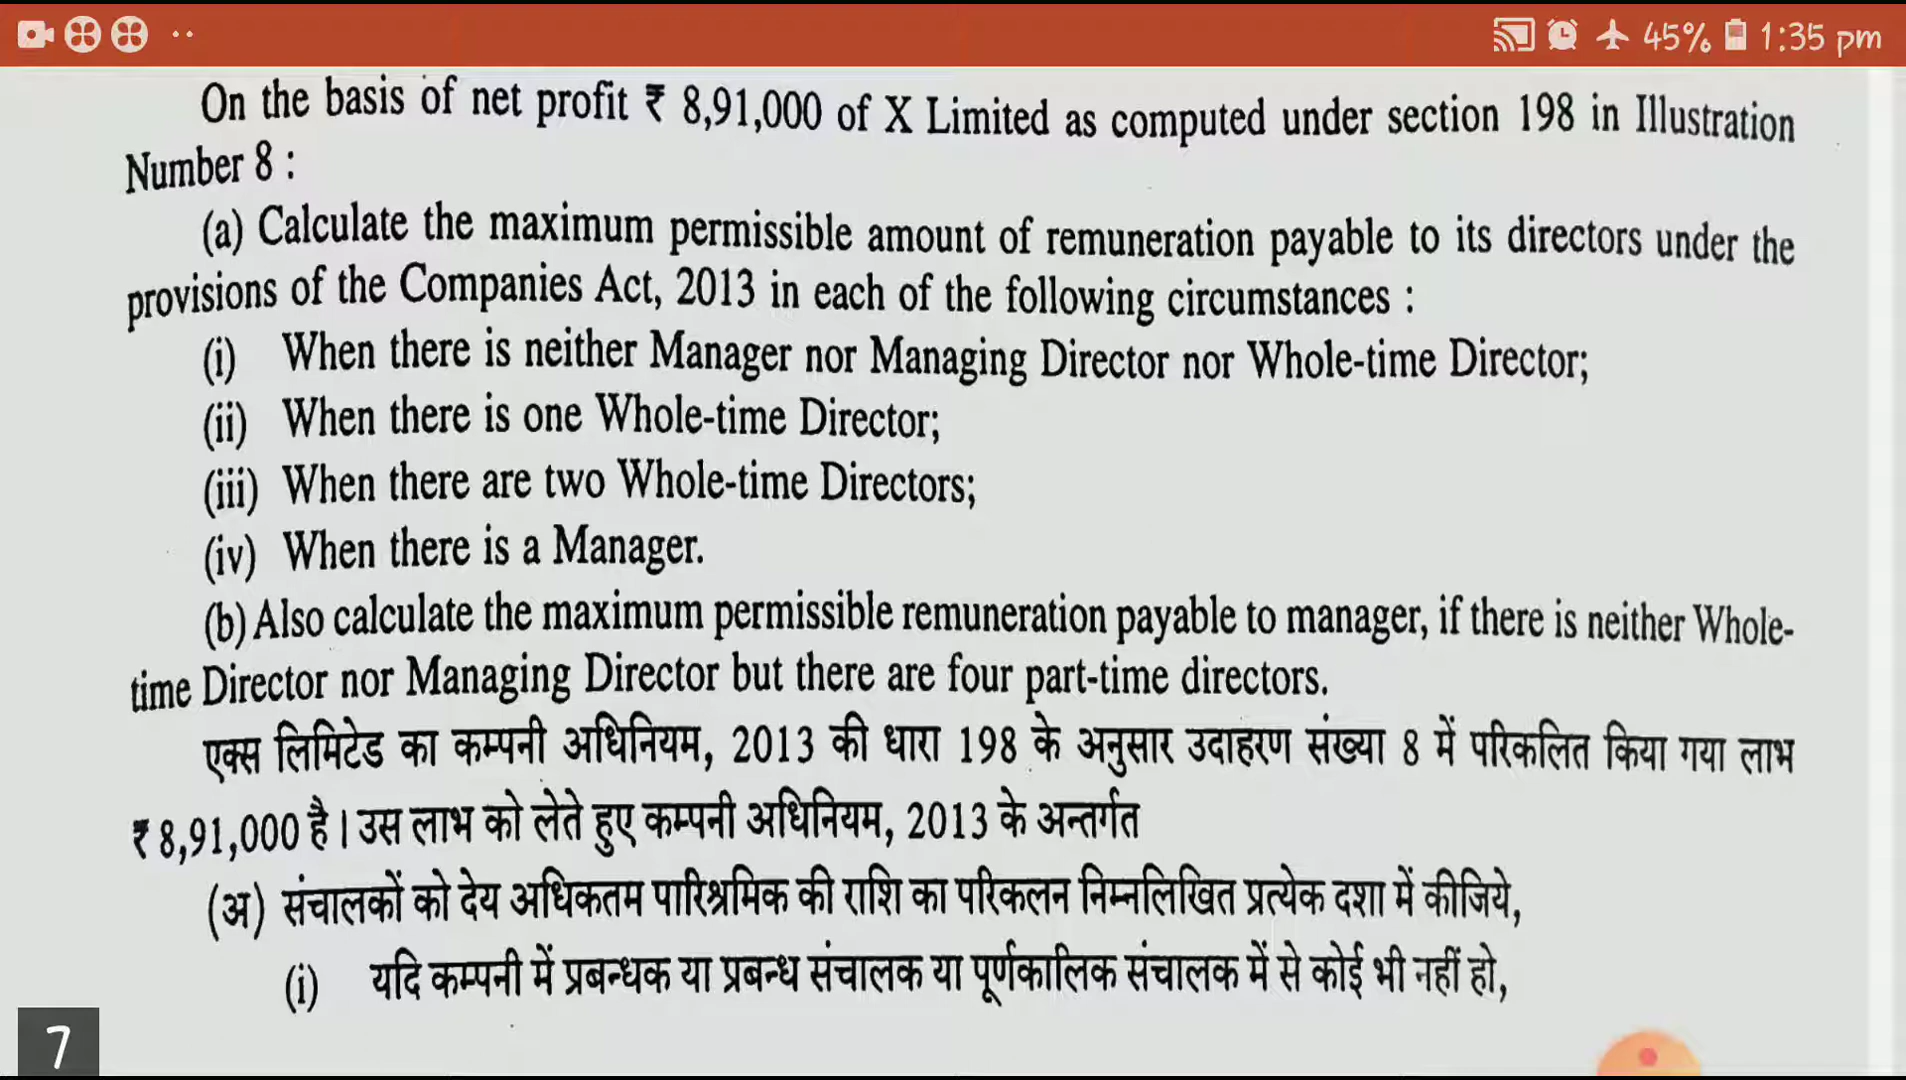 45% 1:35 pm
On the basis of net profit ₹ 8,91,000 of X Limited as computed under section 198 in Illustration
Number 8 :
(a) Calculate the maximum permissible amount of remuneration payable to its directors under the
provisions of the Companies Act, 2013 in each of the following circumstances :
(i) When there is neither Manager nor Managing Director nor Whole-time Director;
(ii) When there is one Whole-time Director;
(iii) When there are two Whole-time Directors;
(iv) When there is a Manager.
(b) Also calculate the maximum permissible remuneration payable to manager, if there is neither Whole-
time Director nor Managing Director but there are four part-time directors.
एक्स लिमिटेड का कम्पनी अधिनियम, 2013 की धारा 198 के अनुसार उदाहरण संख्या 8 में परिकलित किया गया लाभ
₹ 8,91,000 है। उस लाभ को लेते हुए कम्पनी अधिनियम, 2013 के अन्तर्गत
(अ) संचालकों को देय अधिकतम पारिश्रमिक की राशि का परिकलन निम्नलिखित प्रत्येक दशा में कीजिये,
(i) यदि कम्पनी में प्रबन्धक या प्रबन्ध संचालक या पूर्णकालिक संचालक में से कोई भी नहीं हो,
7